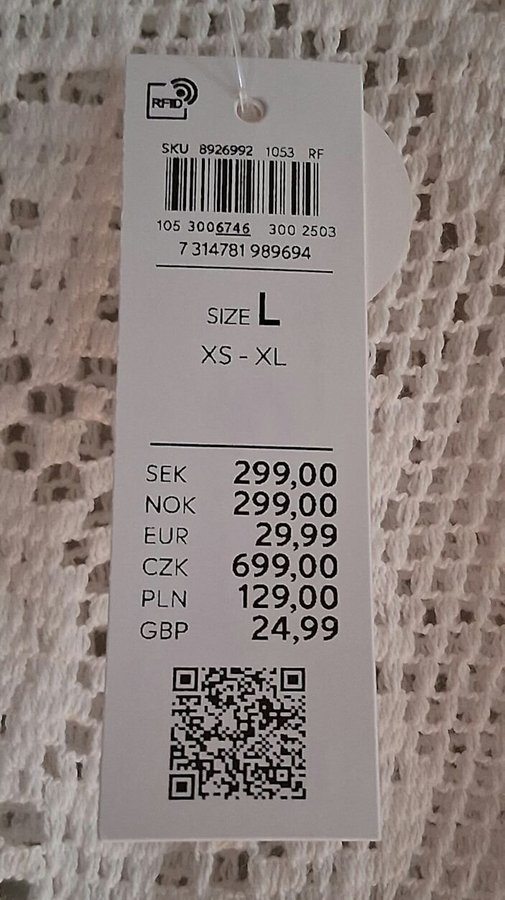 RFID
SKU 8926992 1053 RF
105 3006746 300 2503
7 314781 989694
SIZE L
XS - XL
SEK 299,00
NOK 299,00
EUR 29,99
CZK 699,00
PLN 129,00
GBP 24,99